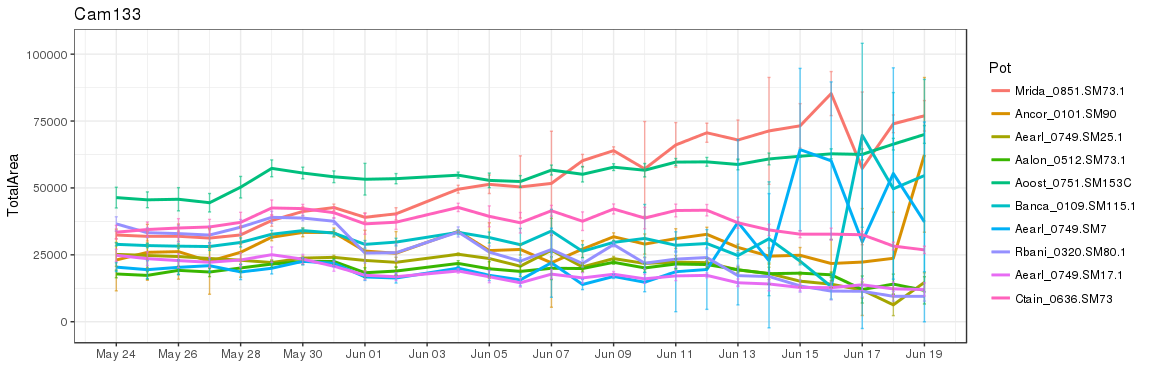 Cam133
TotalArea
100000
75000
50000
25000
0
May 24 May 26 May 28 May 30 Jun 01 Jun 03 Jun 05 Jun 07 Jun 09 Jun 11 Jun 13 Jun 15 Jun 17 Jun 19
Pot
Mrida_0851.SM73.1
Ancor_0101.SM90
Aearl_0749.SM25.1
Aalon_0512.SM73.1
Aoost_0751.SM153C
Banca_0109.SM115.1
Aearl_0749.SM7
Rbani_0320.SM80.1
Aearl_0749.SM17.1
Ctain_0636.SM73